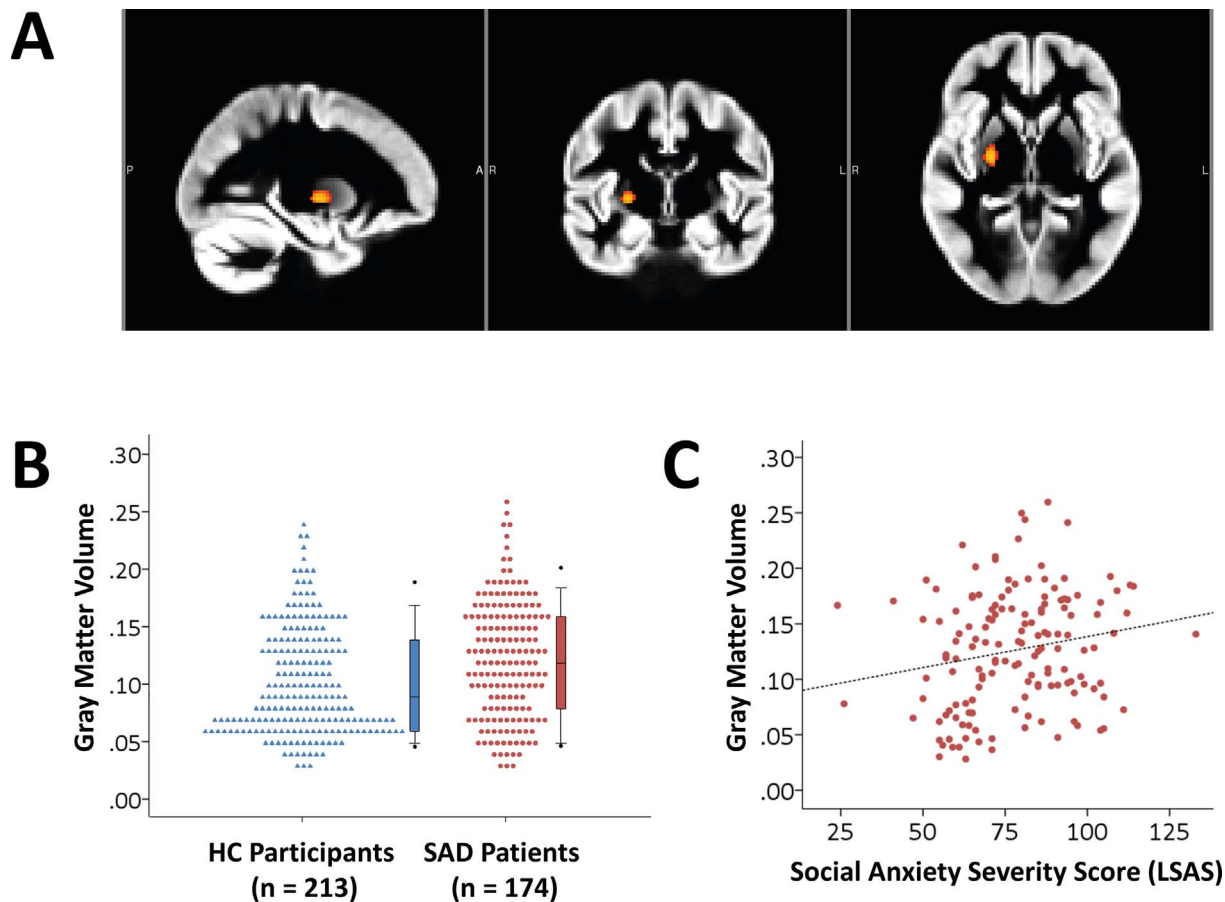 A
P
A
R
L
R
L
B
Gray Matter Volume
.30
.25
.20
.15
.10
.05
.00
HC Participants
(n = 213)
SAD Patients
(n = 174)
C
Gray Matter Volume
.30
.25
.20
.15
.10
.05
.00
25
50
75
100
125
Social Anxiety Severity Score (LSAS)